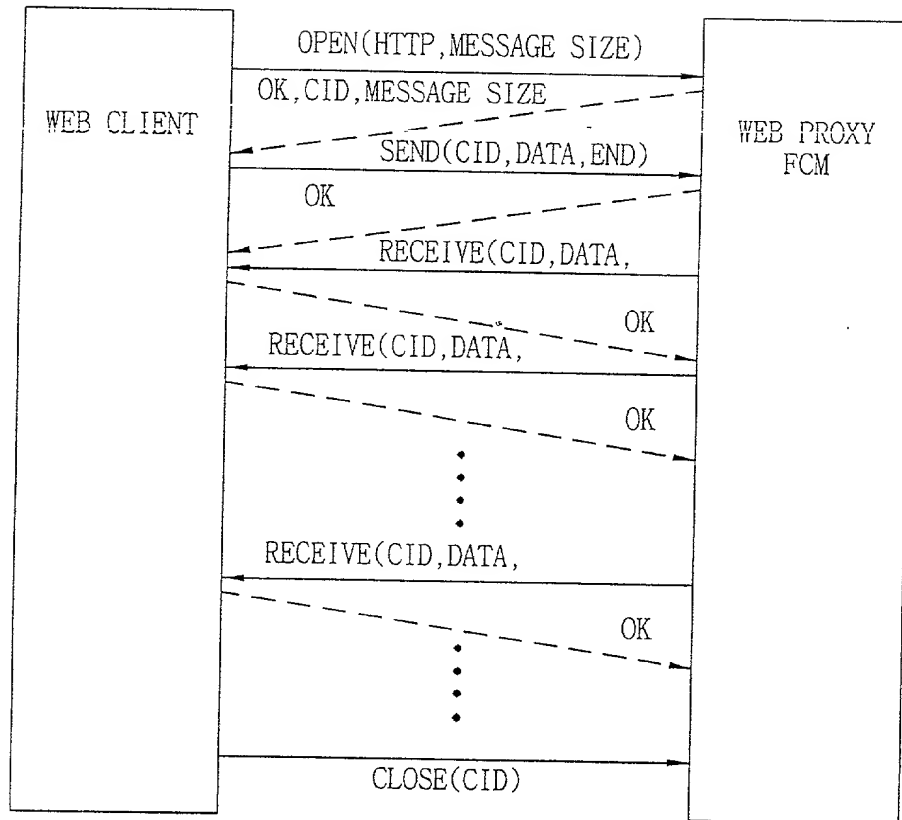 OPEN(HTTP,MESSAGE SIZE)
OK,CID,MESSAGE SIZE
WEB CLIENT
WEB PROXY
FCM
SEND(CID,DATA,END)
OK
RECEIVE(CID,DATA,
OK
RECEIVE(CID,DATA,
OK
RECEIVE(CID,DATA,
OK
CLOSE(CID)